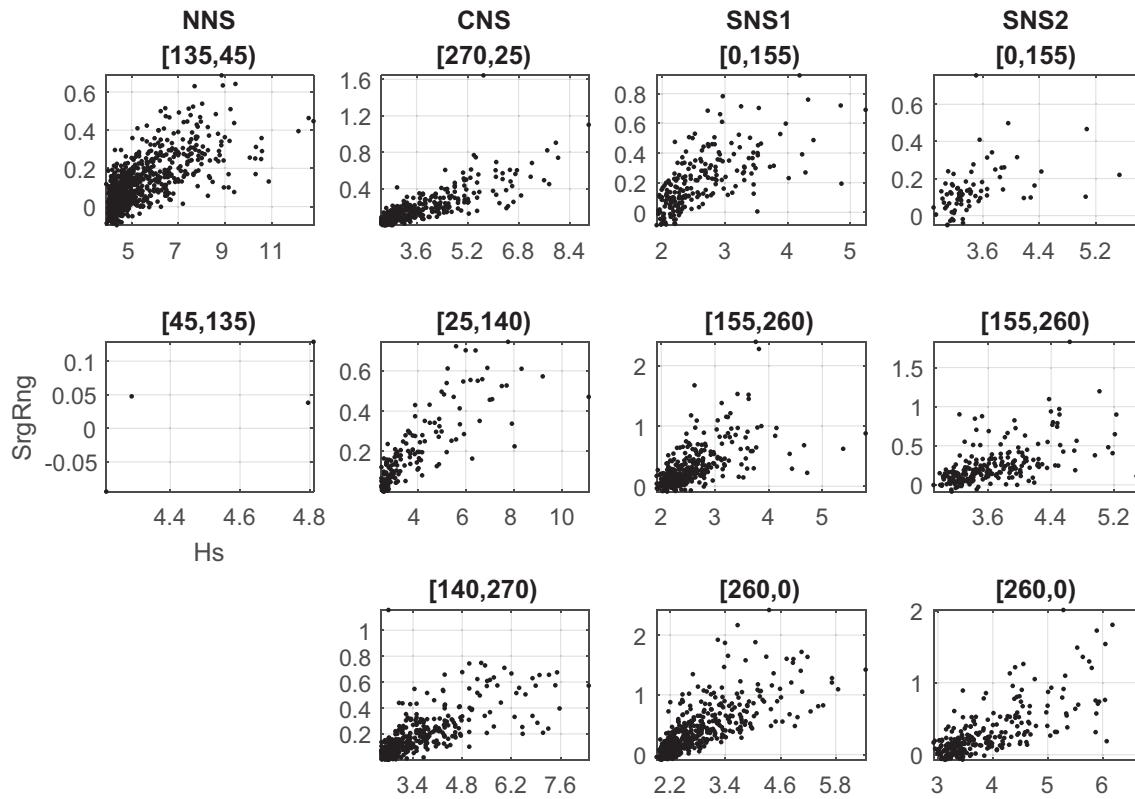 NNS CNS SNS1 SNS2
[135,45) [270,25) [0,155) [0,155)
0.6 1.6 0.8 0.6
0.4 1.2 0.6 0.4
0.2 0.8 0.4 0.2
0 0.4 0.2 0
0
5 7 9 11 3.6 5.2 6.8 8.4 2 3 4 5 3.6 4.4 5.2
[45,135) [25,140) [155,260) [155,260)
0.1 0.6 2 1.5
0.05 0.4 1 1
0 0.2 0 0.5
-0.05 0
SrgRng
4.4 4.6 4.8 4 6 8 10 2 3 4 5 3.6 4.4 5.2
Hs
[140,270) [260,0) [260,0)
1 2 2
0.8 1 1
0.6 0 0
0.4
0.2
3.4 4.8 6.2 7.6 2.2 3.4 4.6 5.8 3 4 5 6